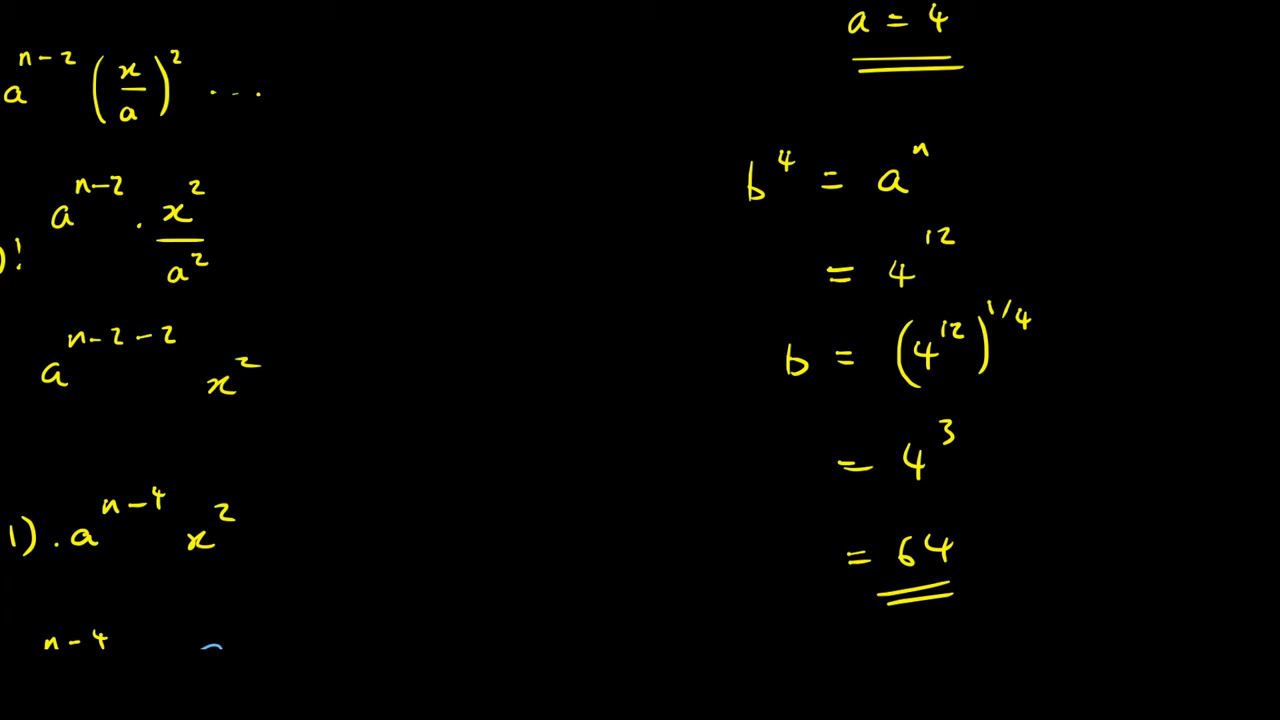 a^{n-2} (x/a)^2 ...
)! a^{n-2} . x^2/a^2
a^{n-2-2} x^2
1). a^{n-4} x^2
n-4
a = 4
b^4 = a^n
= 4^{12}
b = (4^{12})^{1/4}
= 4^3
= 64